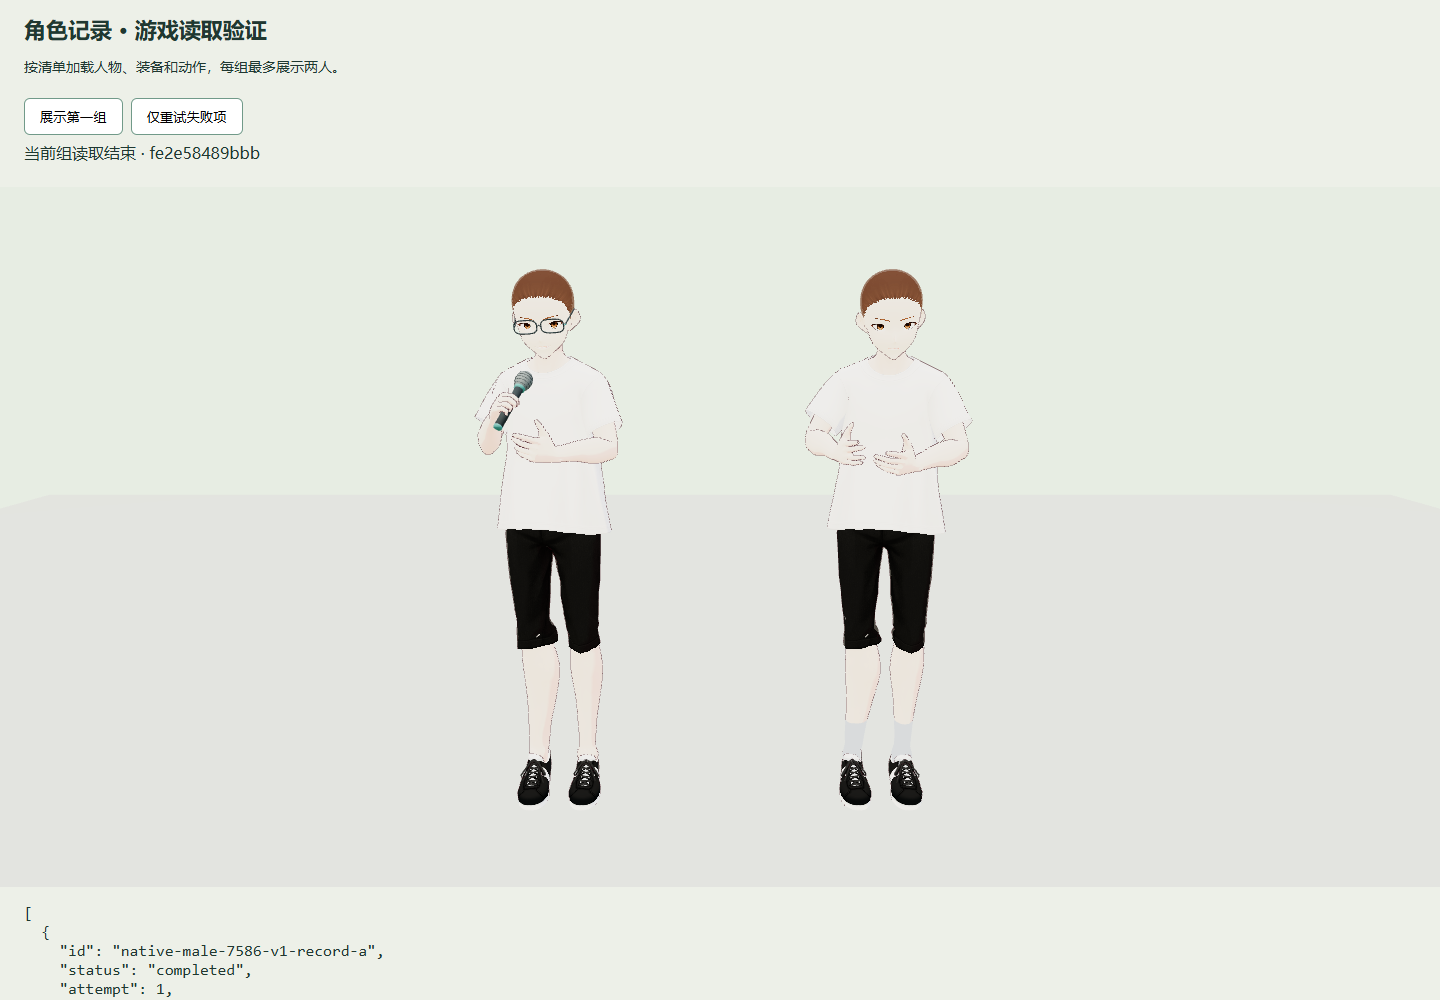 角色记录 • 游戏读取验证
按清单加载人物、装备和动作，每组最多展示两人。
展示第一组 仅重试失败项
当前组读取结束 · fe2e58489bbb
[
  {
    "id": "native-male-7586-v1-record-a",
    "status": "completed",
    "attempt": 1,